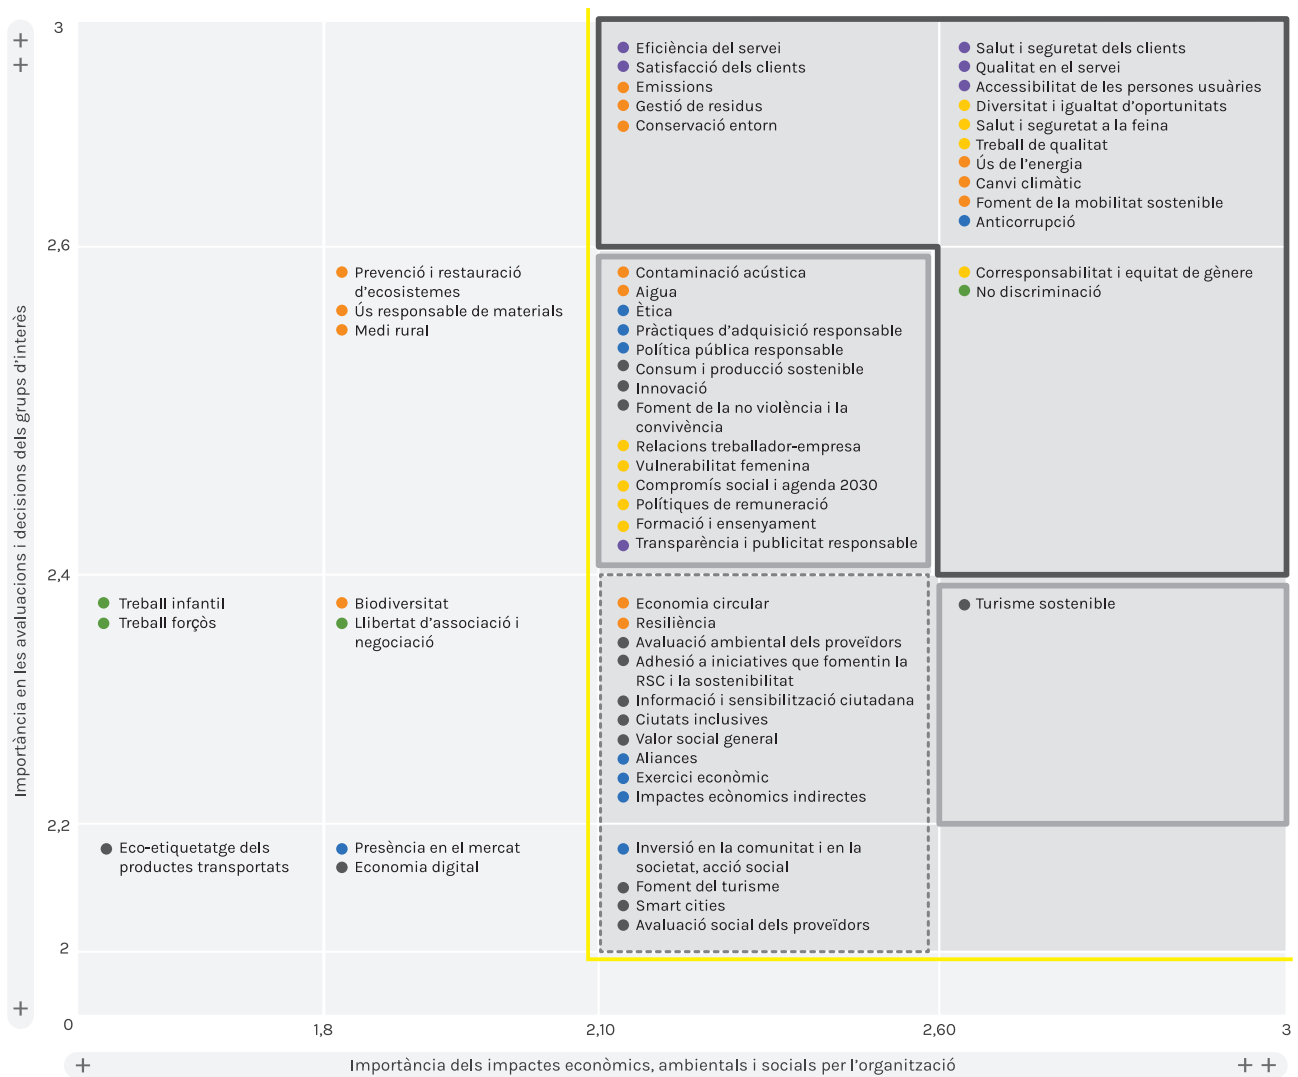 3
Eficiència del servei
Satisfacció dels clients
Emissions
Gestió de residus
Conservació entorn
Salut i seguretat dels clients
Qualitat en el servei
Accessibilitat de les persones usuàries
Diversitat i igualtat d'oportunitats
Salut i seguretat a la feina
Treball de qualitat
Ús de l'energia
Canvi climàtic
Foment de la mobilitat sostenible
Anticorrupció
2,6
Prevenció i restauració
d'ecosistemes
Ús responsable de materials
Medi rural
Contaminació acústica
Aigua
Ètica
Pràctiques d'adquisició responsable
Política pública responsable
Consum i producció sostenible
Innovació
Foment de la no violència i la
convivència
Relacions treballador-empresa
Vulnerabilitat femenina
Compromís social i agenda 2030
Polítiques de remuneració
Formació i ensenyament
Transparència i publicitat responsable
Corresponsabilitat i equitat de gènere
No discriminació
2,4
Treball infantil
Treball forçós
Biodiversitat
Llibertat d'associació i
negociació
Economia circular
Resiliència
Avaluació ambiental dels proveïdors
Adhesió a iniciatives que fomentin la
RSC i la sostenibilitat
Informació i sensibilització ciutadana
Ciutats inclusives
Valor social general
Aliances
Exercici econòmic
Impactes ecònomics indirectes
Turisme sostenible
2,2
Eco-etiquetatge dels
productes transportats
Presència en el mercat
Economia digital
Inversió en la comunitat i en la
societat, acció social
Foment del turisme
Smart cities
Avaluació social dels proveïdors
2
0
1,8
2,10
2,60
3
+
+
Importància en les avaluacions i decisions dels grups d'interès
+
+
Importància dels impactes econòmics, ambientals i socials per l'organització
+ +